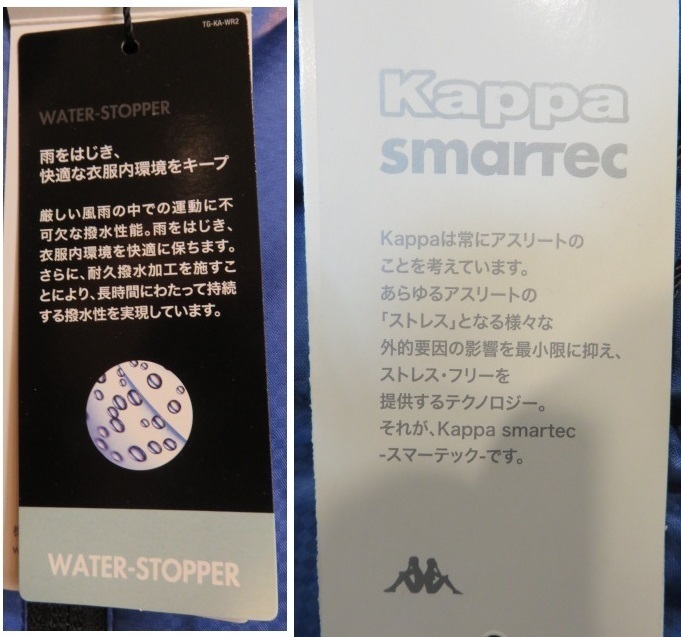 TG-KA-WR2
WATER-STOPPER
雨をはじき、
快適な衣服内環境をキープ
厳しい風雨の中での運動に不
可欠な撥水性能。雨をはじき、
衣服内環境を快適に保ちます。
さらに、耐久撥水加工を施すこ
とにより、長時間にわたって持続
する撥水性を実現しています。
WATER-STOPPER
Kappa
smartec
Kappaは常にアスリートの
ことを考えています。
あらゆるアスリートの
「ストレス」となる様々な
外的要因の影響を最小限に抑え、
ストレス・フリーを
提供するテクノロジー。
それが、Kappa smartec
-スマーテック-です。